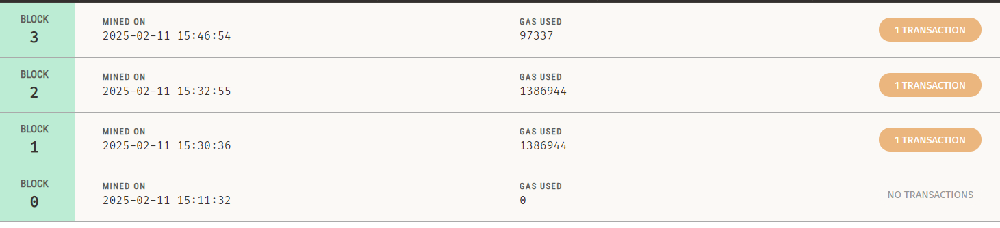 BLOCK MINED ON GAS USED
3 2025-02-11 15:46:54 97337 1 TRANSACTION
BLOCK MINED ON GAS USED
2 2025-02-11 15:32:55 1386944 1 TRANSACTION
BLOCK MINED ON GAS USED
1 2025-02-11 15:30:36 1386944 1 TRANSACTION
BLOCK MINED ON GAS USED
0 2025-02-11 15:11:32 0 NO TRANSACTIONS